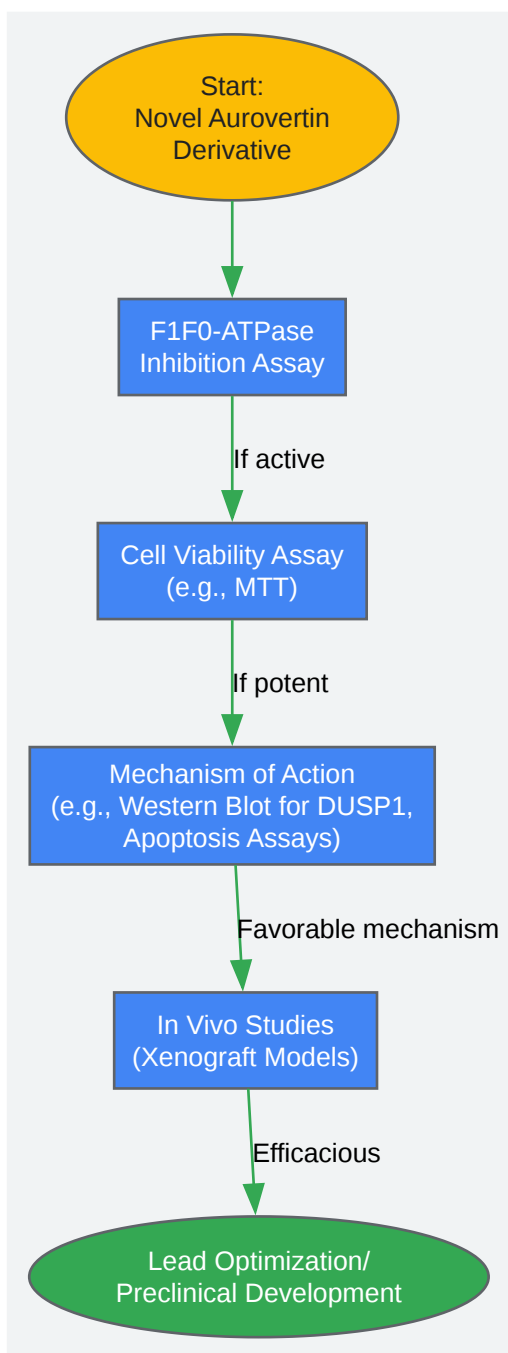 Start:
Novel Aurovertin
Derivative
F1F0-ATPase
Inhibition Assay
If active
Cell Viability Assay
(e.g., MTT)
If potent
Mechanism of Action
(e.g., Western Blot for DUSP1,
Apoptosis Assays)
Favorable mechanism
In Vivo Studies
(Xenograft Models)
Efficacious
Lead Optimization/
Preclinical Development